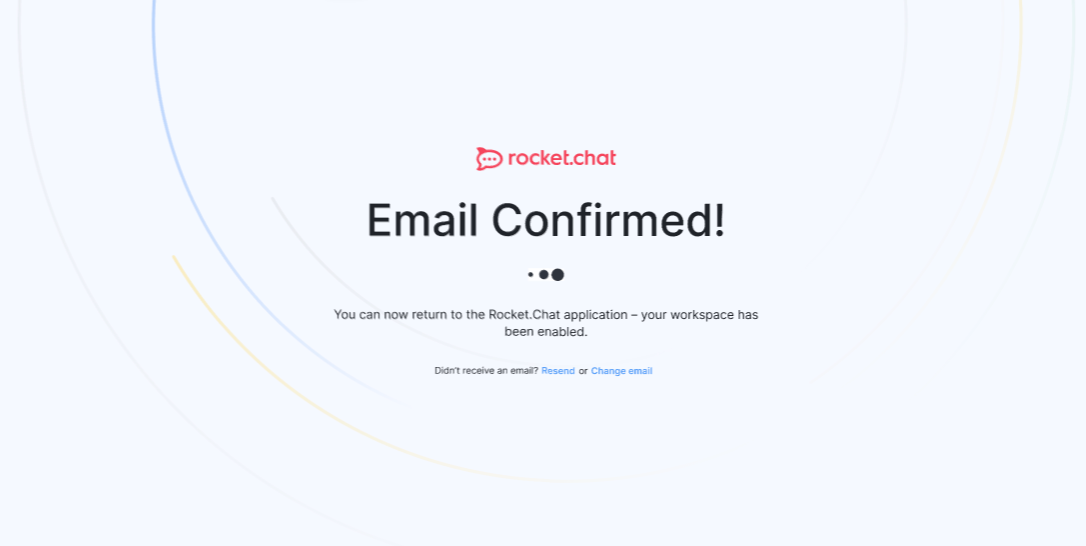 rocket.chat
Email Confirmed!
You can now return to the Rocket.Chat application – your workspace has
been enabled.
Didn't receive an email? Resend or Change email